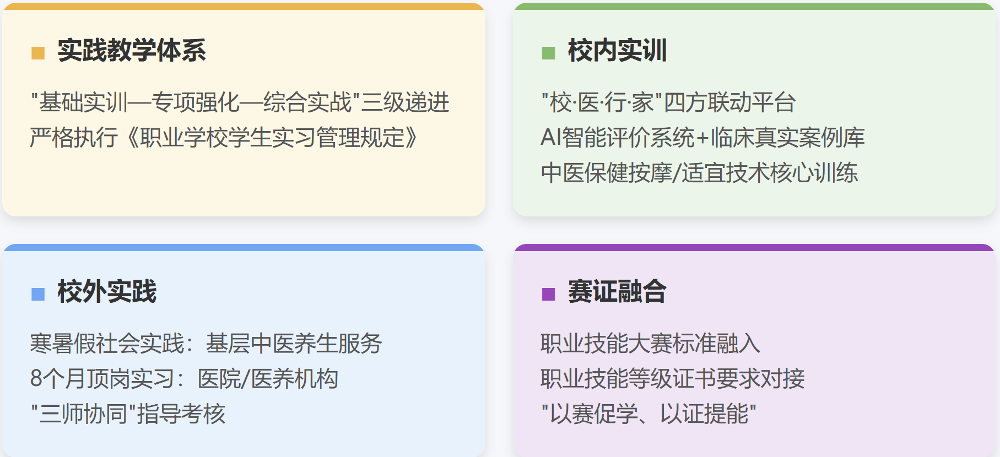 实践教学体系
"基础实训—专项强化—综合实战"三级递进
严格执行《职业学校学生实习管理规定》
校内实训
"校·医·行·家"四方联动平台
AI智能评价系统+临床真实案例库
中医保健按摩/适宜技术核心训练
校外实践
寒暑假社会实践：基层中医养生服务
8个月顶岗实习：医院/医养机构
"三师协同"指导考核
赛证融合
职业技能大赛标准融入
职业技能等级证书要求对接
"以赛促学、以证提能"